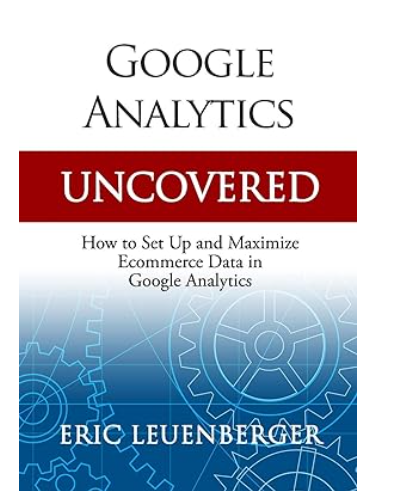 GOOGLE
ANALYTICS
UNCOVERED
How to Set Up and Maximize
Ecommerce Data in
Google Analytics
ERIC LEUENBERGER